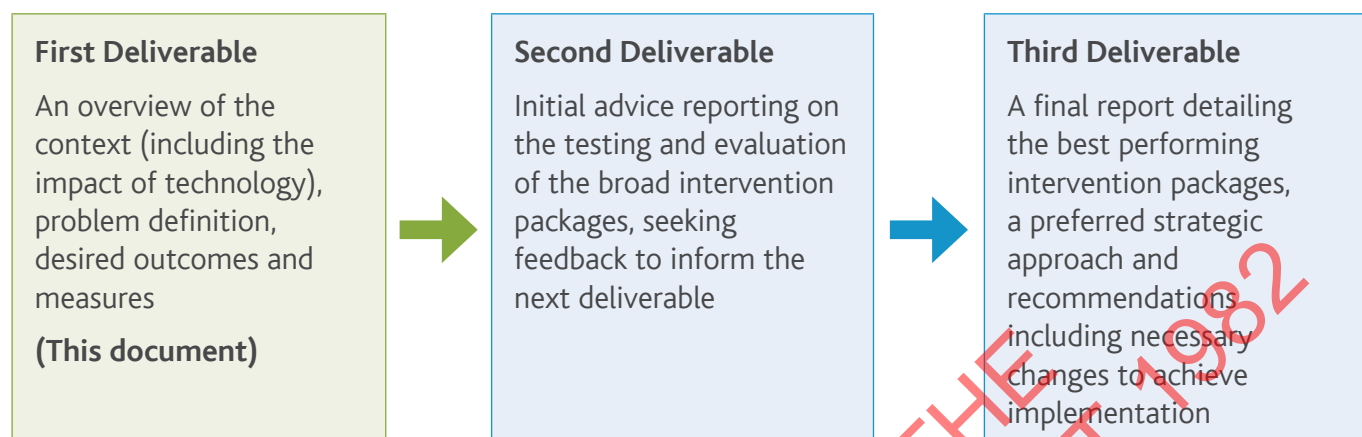 First Deliverable
An overview of the
context (including the
impact of technology),
problem definition,
desired outcomes and
measures
(This document)
Second Deliverable
Initial advice reporting on
the testing and evaluation
of the broad intervention
packages, seeking
feedback to inform the
next deliverable
Third Deliverable
A final report detailing
the best performing
intervention packages,
a preferred strategic
approach and
recommendations
including necessary
changes to achieve
implementation
THE
T 1982